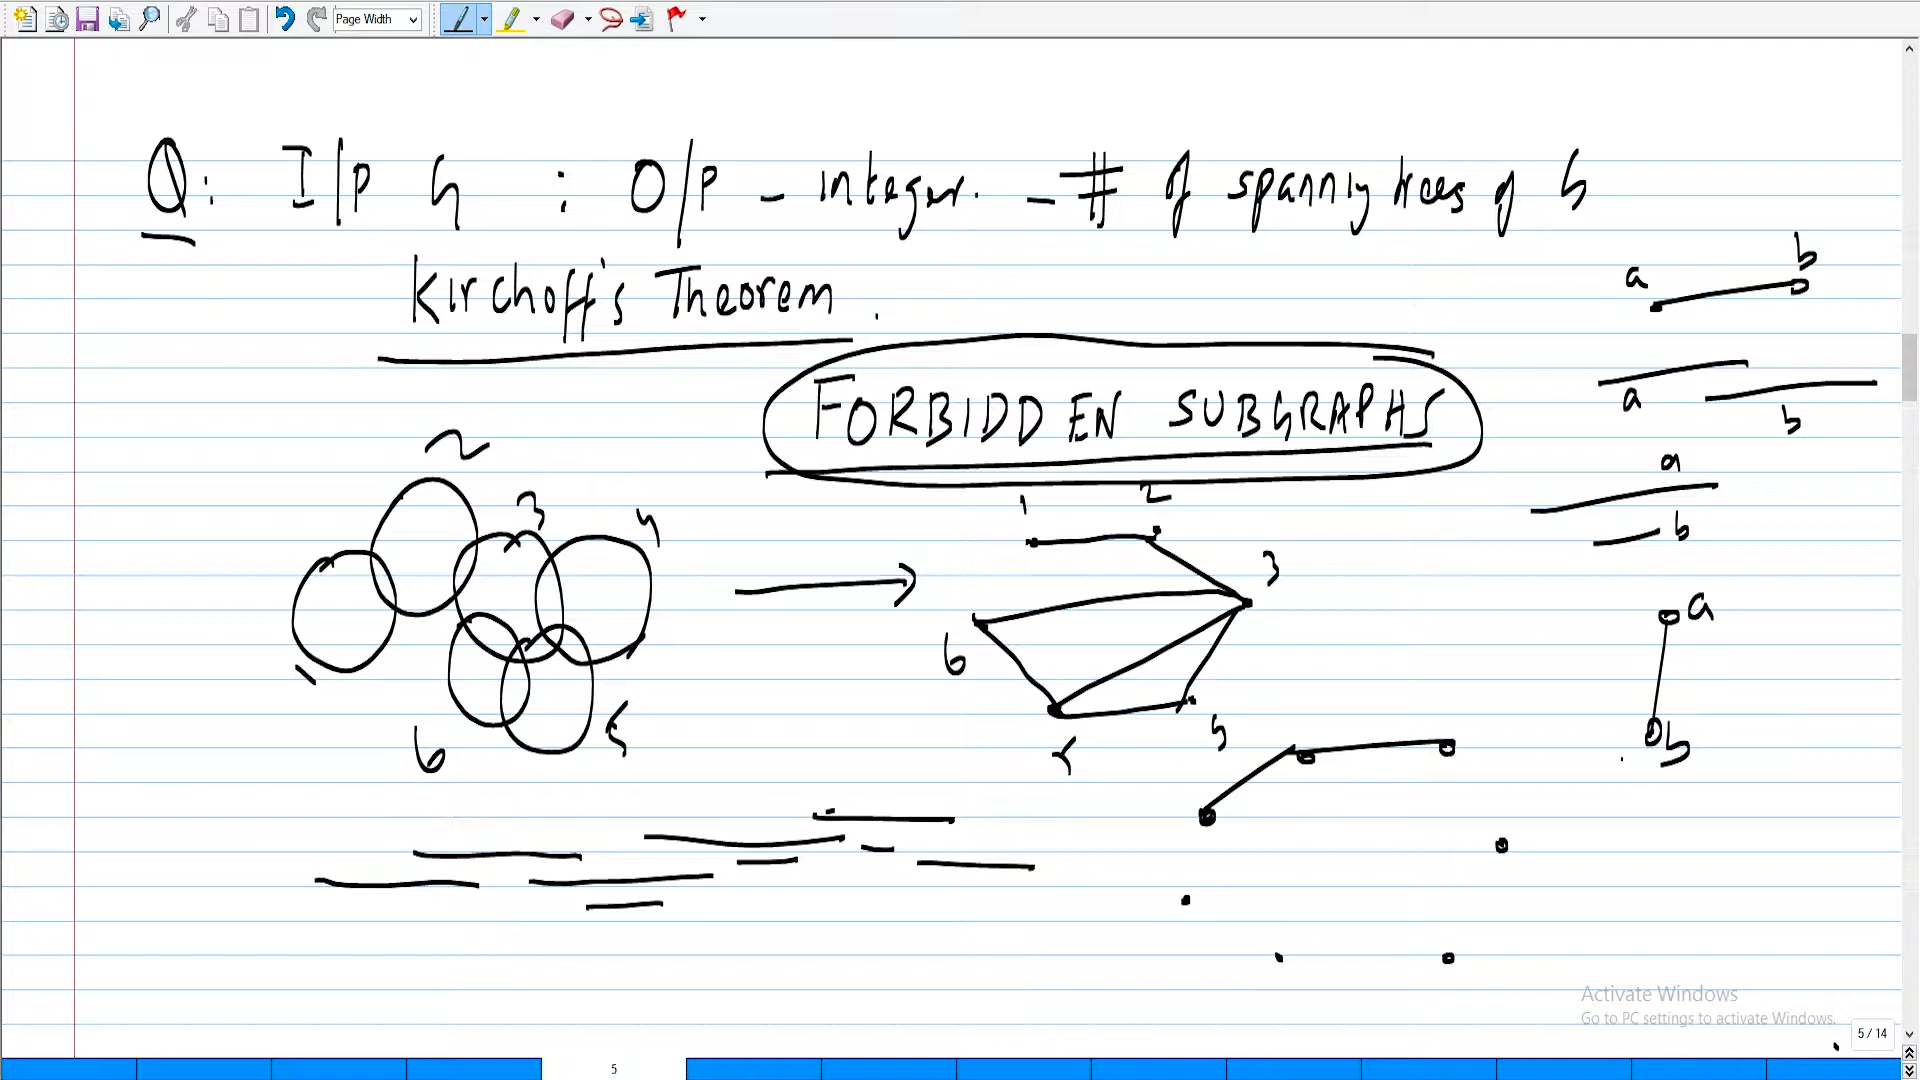 Page Width
Q: I/P G : O/P - integer. - # of spanning trees of G
Kirchoff's Theorem.
a b
FORBIDDEN SUBGRAPHS
a
b
a
b
2
3
4
1
6
5
1
2
3
6
5
a
b
Activate Windows
Go to PC settings to activate Windows.
5 / 14
5